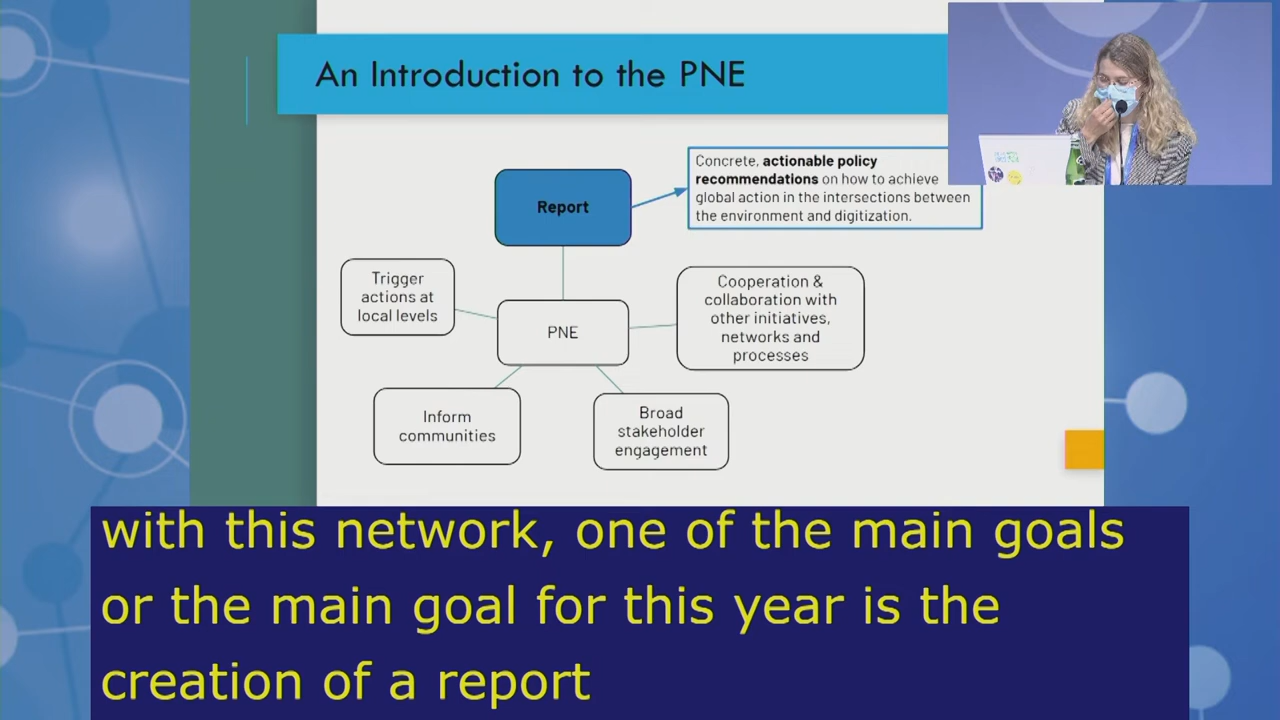 An Introduction to the PNE
Concrete, actionable policy
recommendations on how to achieve
global action in the intersections between
the environment and digitization.
Report
Trigger
actions at
local levels
PNE
Cooperation &
collaboration with
other initiatives,
networks and
processes
Inform
communities
Broad
stakeholder
engagement
with this network, one of the main goals
or the main goal for this year is the
creation of a report